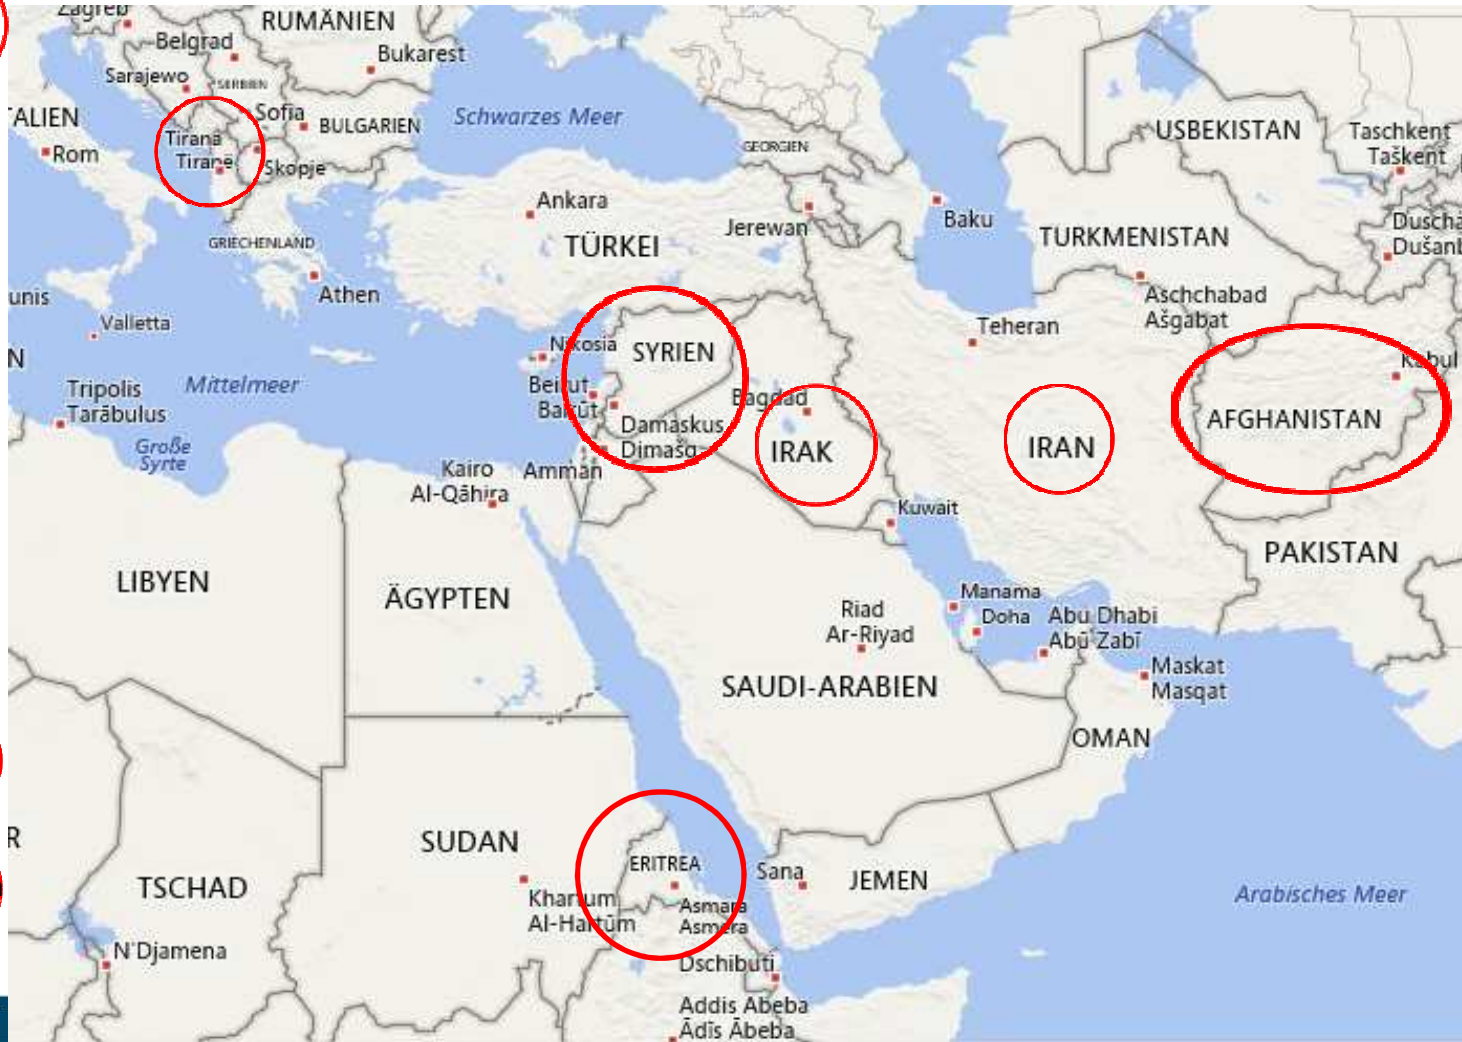 Zagreb
RUMÄNIEN
Belgrad
Bukarest
Sarajewo
SERBIEN
TALIEN
Sofia
BULGARIEN
Schwarzes Meer
USBEKISTAN
Taschkent
Taškent
Tirana
Tiranë
Rom
Skopje
GEORGIEN
Ankara
Jerewan
Baku
TURKMENISTAN
Duscha
Dušanb
GRIECHENLAND
TÜRKEI
unis
Athen
Aschchabad
Ašgabat
Valletta
Teheran
Nikosia
SYRIEN
Kabul
N
Tripolis
Tarābulus
Mittelmeer
Beirut
Bairūt
Bagdad
Damaskus
Dimašq
AFGHANISTAN
Große
Syrte
Kairo
Al-Qāhira
Amman
IRAK
IRAN
Kuwait
PAKISTAN
LIBYEN
ÄGYPTEN
Manama
Doha
Riad
Ar-Riyad
Abu Dhabi
Abū Zabī
Maskat
Masqat
SAUDI-ARABIEN
OMAN
R
SUDAN
ERITREA
Sana
JEMEN
TSCHAD
Khartum
Al-Hartūm
Asmara
Asmera
Arabisches Meer
N'Djamena
Dschibuti
Addis Abeba
Ādīs Ābeba